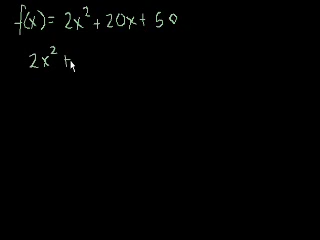 f(x) = 2x² + 20x + 50
2x² +